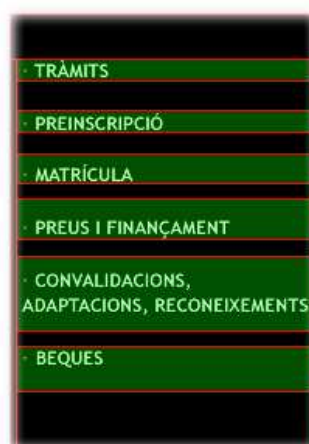 · TRÀMITS
· PREINSCRIPCIÓ
· MATRÍCULA
· PREUS I FINANÇAMENT
· CONVALIDACIONS,
ADAPTACIONS, RECONEIXEMENTS
· BEQUES